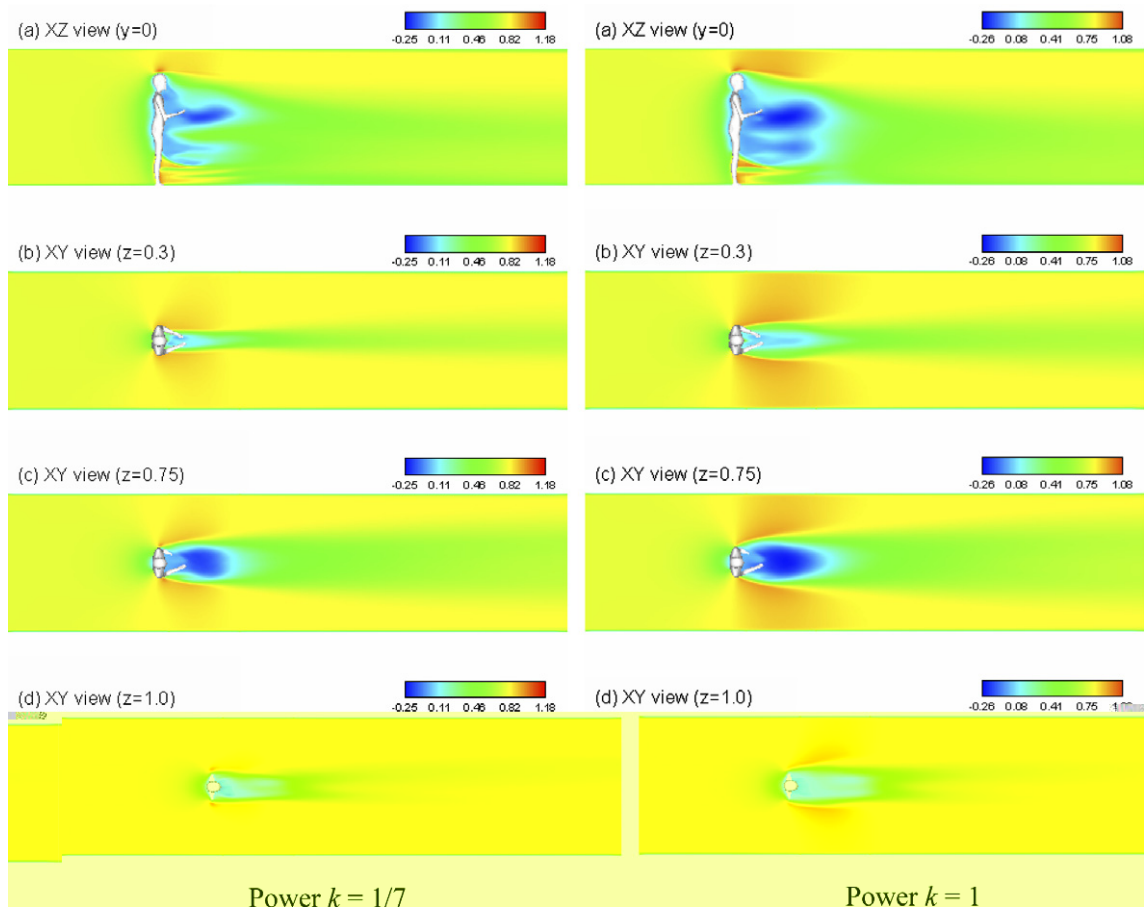 (a) XZ view (y=0)
-0.25 0.11 0.46 0.82 1.18
(a) XZ view (y=0)
-0.26 0.08 0.41 0.75 1.08
(b) XY view (z=0.3)
-0.25 0.11 0.46 0.82 1.18
(b) XY view (z=0.3)
-0.26 0.08 0.41 0.75 1.08
(c) XY view (z=0.75)
-0.25 0.11 0.46 0.82 1.18
(c) XY view (z=0.75)
-0.26 0.08 0.41 0.75 1.08
(d) XY view (z=1.0)
-0.25 0.11 0.46 0.82 1.18
(d) XY view (z=1.0)
-0.26 0.08 0.41 0.75
Power k = 1/7
Power k = 1